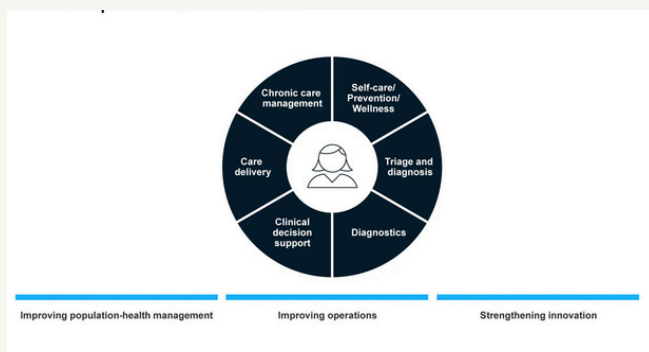 Self-care/
Prevention/
Wellness
Triage and
diagnosis
Diagnostics
Clinical
decision
support
Care
delivery
Chronic care
management
Improving population-health management
Improving operations
Strengthening innovation